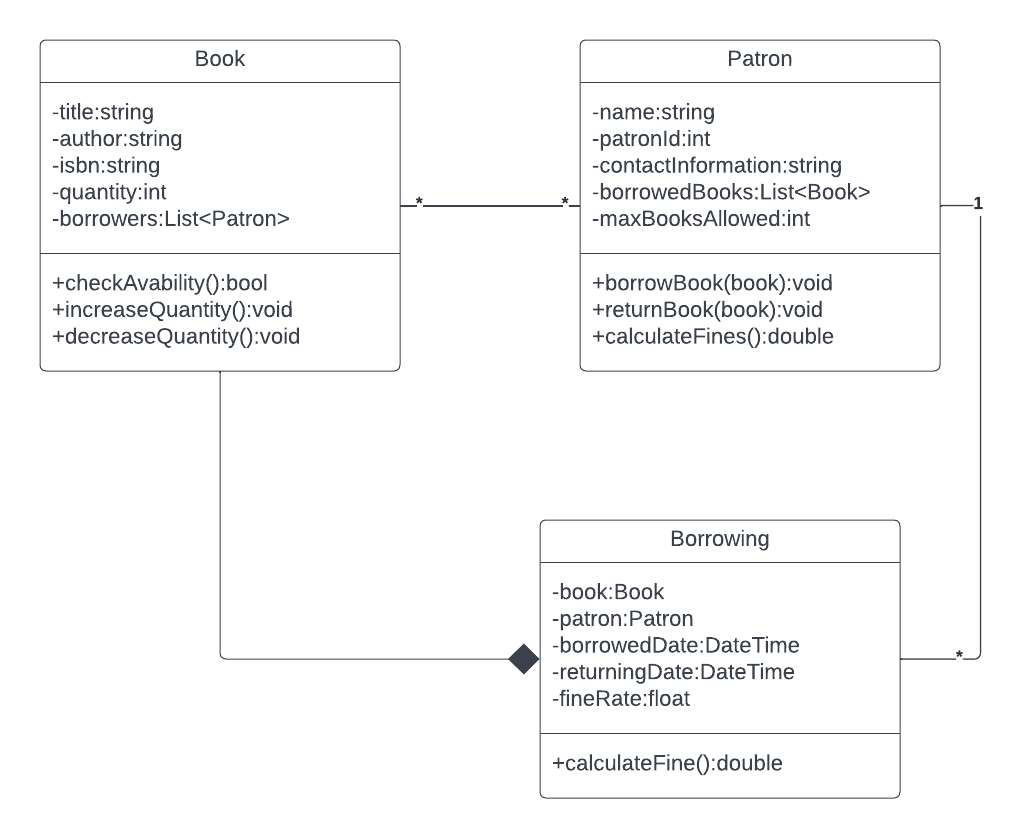 Book
-title:string
-author:string
-isbn:string
-quantity:int
-borrowers:List<Patron>
+checkAvability():bool
+increaseQuantity():void
+decreaseQuantity():void
*
*
Patron
-name:string
-patronId:int
-contactInformation:string
-borrowedBooks:List<Book>
-maxBooksAllowed:int
+borrowBook(book):void
+returnBook(book):void
+calculateFines():double
1
Borrowing
-book:Book
-patron:Patron
-borrowedDate:DateTime
-returningDate:DateTime
-fineRate:float
+calculateFine():double
*